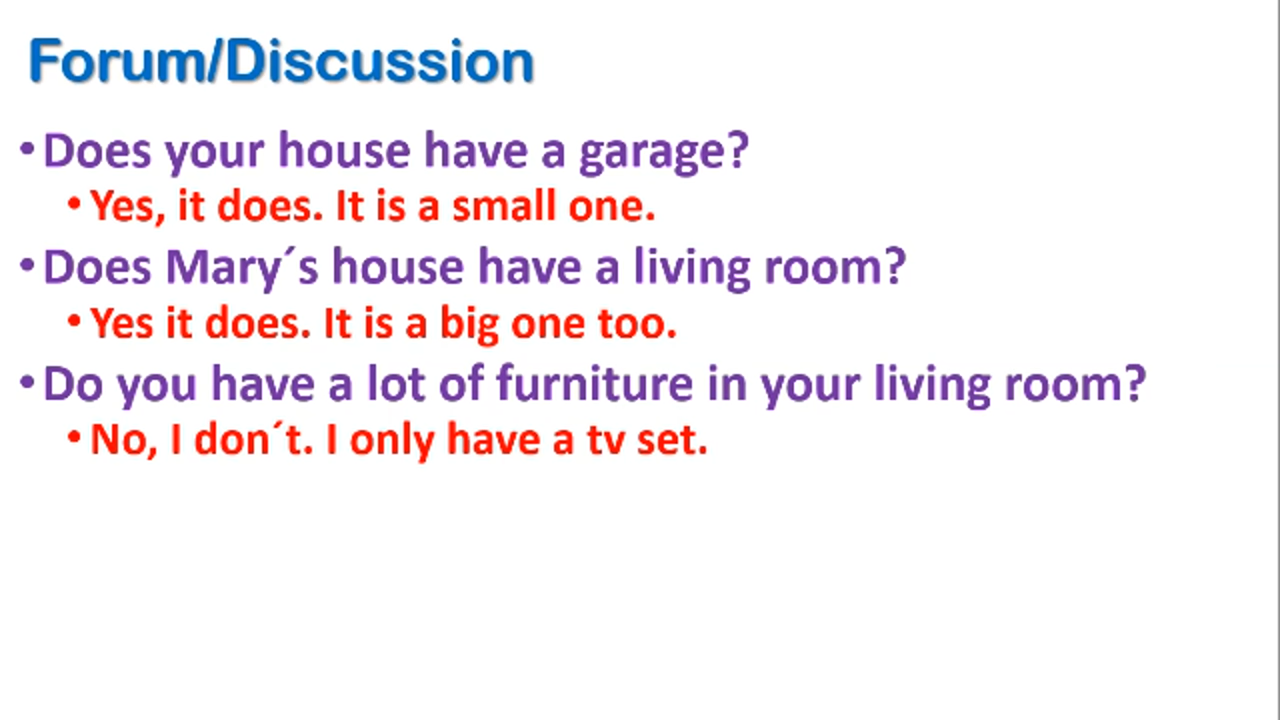 Forum/Discussion
• Does your house have a garage?
• Yes, it does. It is a small one.
• Does Mary´s house have a living room?
• Yes it does. It is a big one too.
• Do you have a lot of furniture in your living room?
• No, I don´t. I only have a tv set.